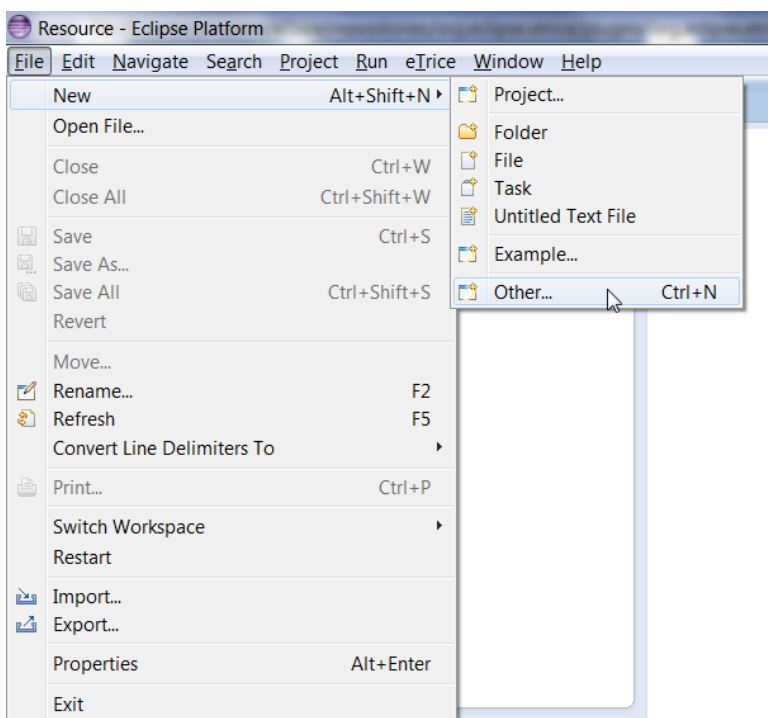 Resource - Eclipse Platform
File Edit Navigate Search Project Run eTrice Window Help
New Alt+Shift+N
Open File...
Close Ctrl+W
Close All Ctrl+Shift+W
Save Ctrl+S
Save As...
Save All Ctrl+Shift+S
Revert
Move...
Rename... F2
Refresh F5
Convert Line Delimiters To
Print... Ctrl+P
Switch Workspace
Restart
Import...
Export...
Properties Alt+Enter
Exit
Project...
Folder
File
Task
Untitled Text File
Example...
Other... Ctrl+N